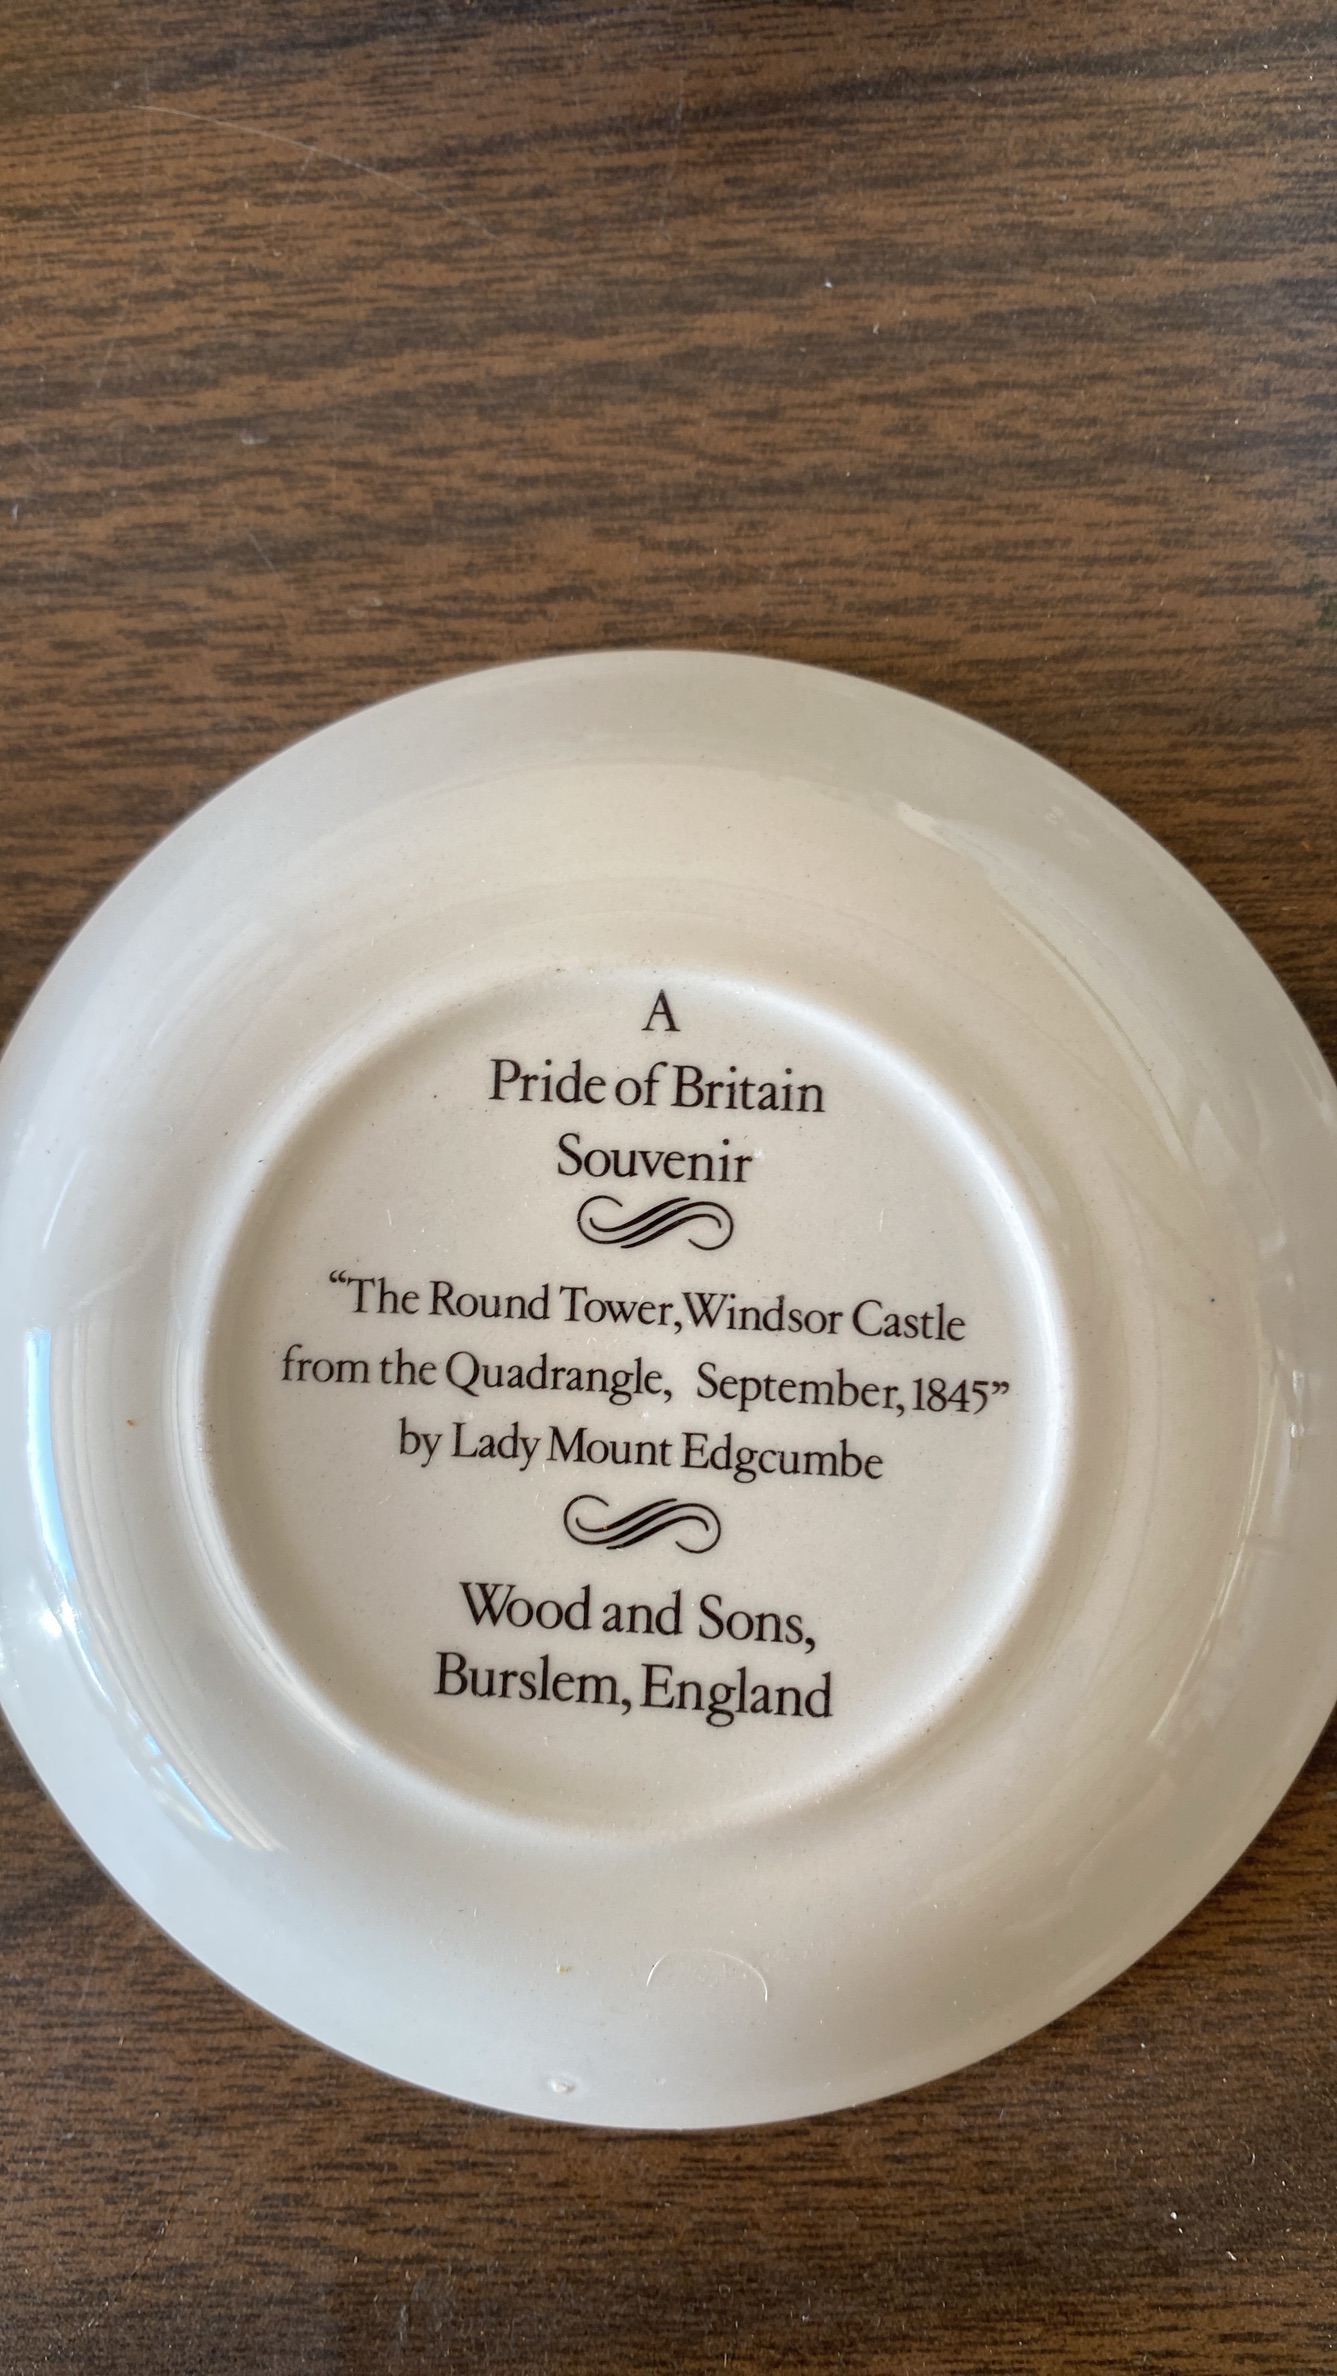 A
Pride of Britain
Souvenir
“The Round Tower, Windsor Castle
from the Quadrangle, September, 1845”
by Lady Mount Edgcumbe
Wood and Sons,
Burslem, England